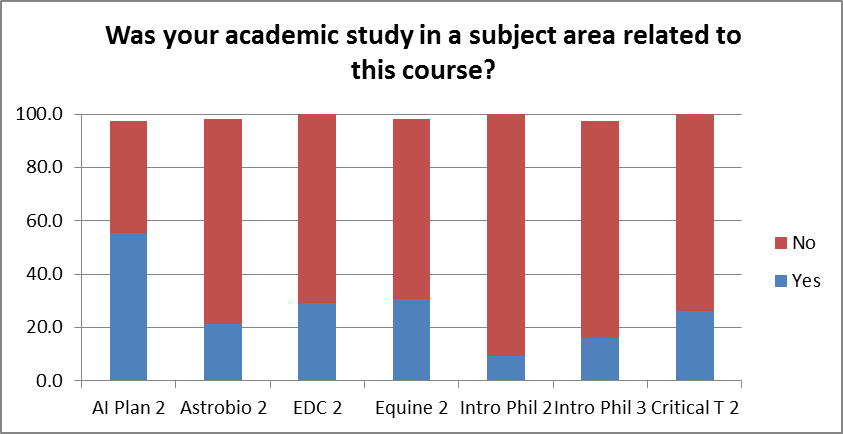 Was your academic study in a subject area related to
this course?
100.0
80.0
60.0
40.0
20.0
0.0
AI Plan 2 Astrobio 2 EDC 2 Equine 2 Intro Phil 2 Intro Phil 3 Critical T 2
No
Yes